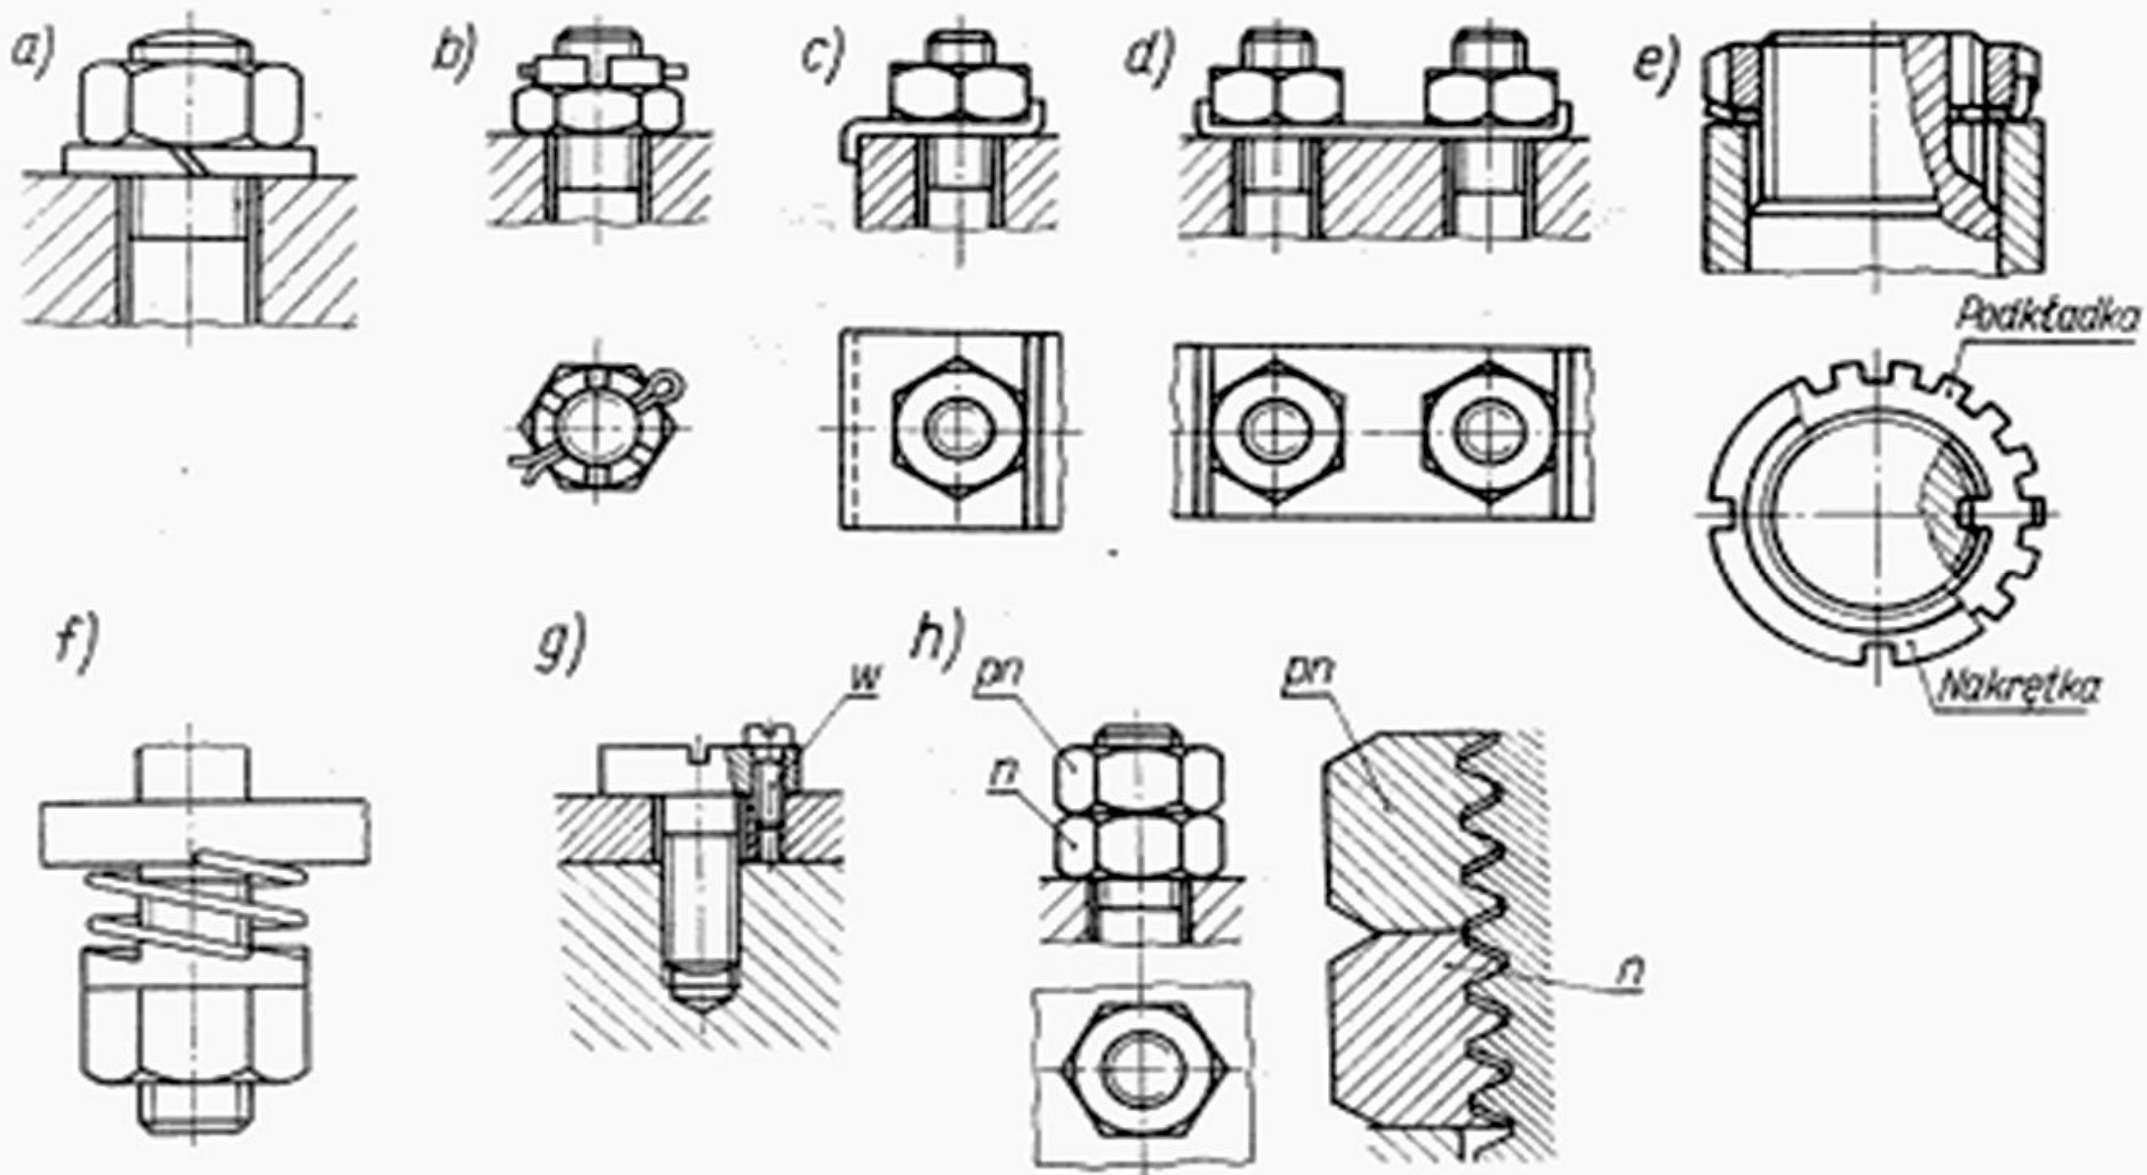 a)
b)
c)
d)
e)
Podkładka
Nakrętka
f)
g)
w
h)
pn
n
pn
n